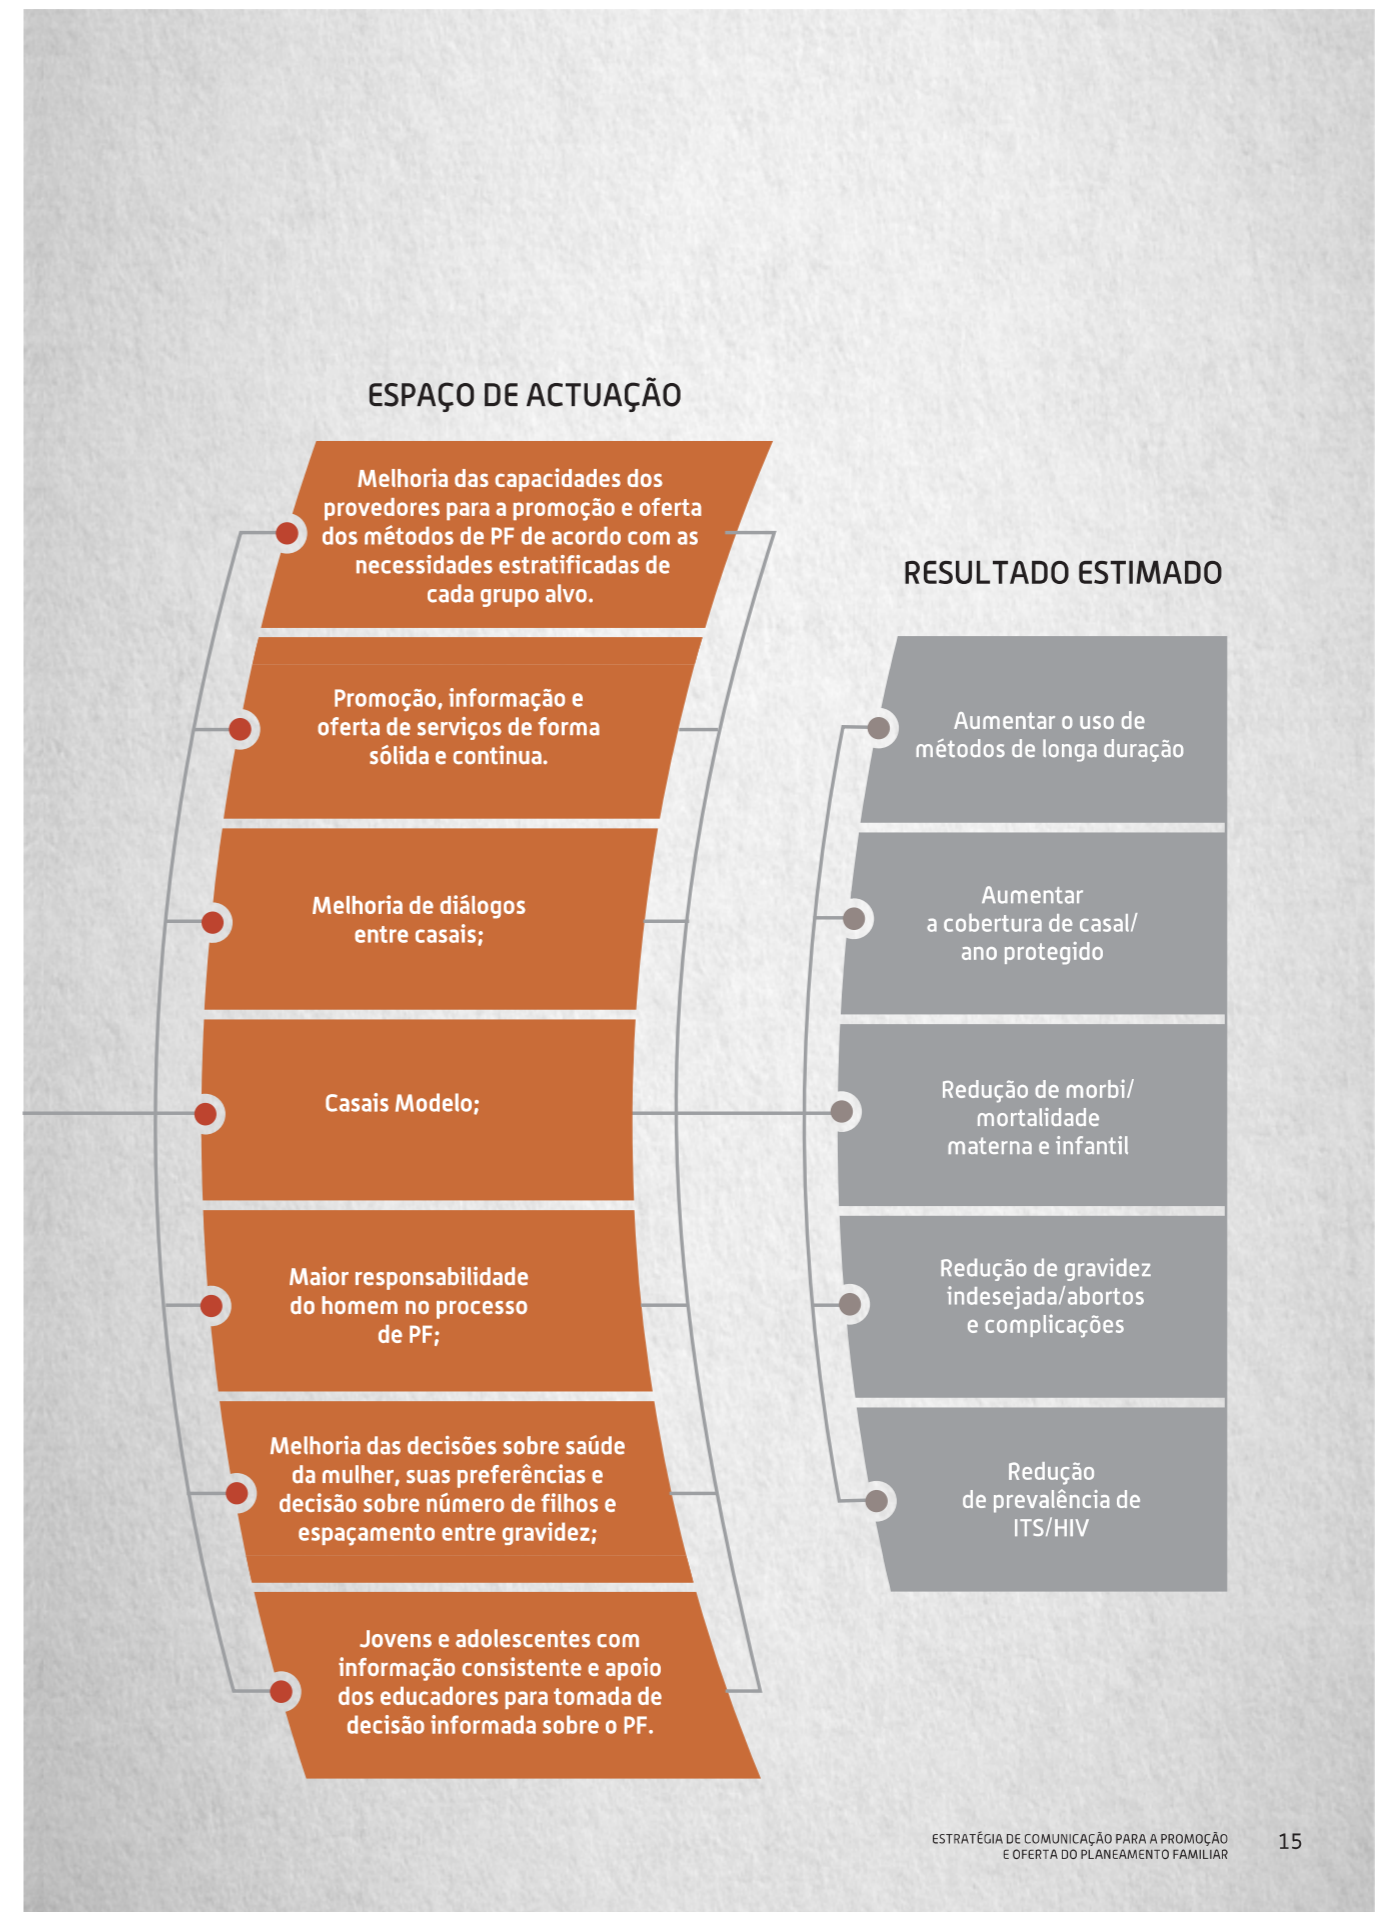 ESPAÇO DE ACTUAÇÃO
Melhoria das capacidades dos
provedores para a promoção e oferta
dos métodos de PF de acordo com as
necessidades estratificadas de
cada grupo alvo.
Promoção, informação e
oferta de serviços de forma
sólida e continua.
Melhoria de diálogos
entre casais;
Casais Modelo;
Maior responsabilidade
do homem no processo
de PF;
Melhoria das decisões sobre saúde
da mulher, suas preferências e
decisão sobre número de filhos e
espaçamento entre gravidez;
Jovens e adolescentes com
informação consistente e apoio
dos educadores para tomada de
decisão informada sobre o PF.
RESULTADO ESTIMADO
Aumentar o uso de
métodos de longa duração
Aumentar
a cobertura de casal/
ano protegido
Redução de morbi/
mortalidade
materna e infantil
Redução de gravidez
indesejada/abortos
e complicações
Redução
de prevalência de
ITS/HIV
ESTRATÉGIA DE COMUNICAÇÃO PARA A PROMOÇÃO
E OFERTA DO PLANEAMENTO FAMILIAR
15